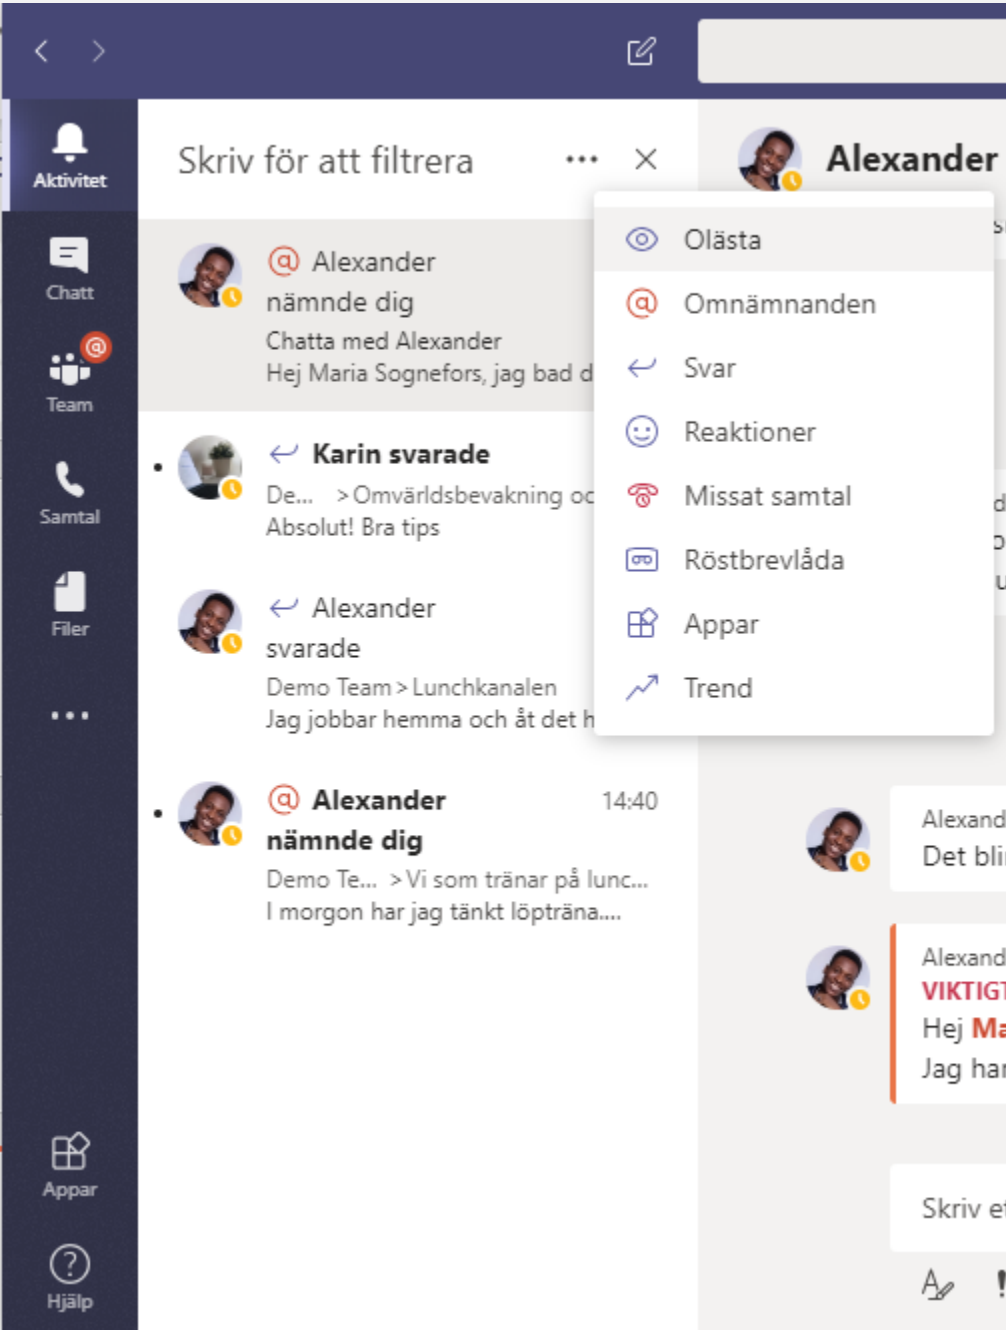 Aktivitet
Chatt
Team
Samtal
Filer
Appar
Hjälp
Skriv för att filtrera
@ Alexander
nämnde dig
Chatta med Alexander
Hej Maria Sognefors, jag bad
Karin svarade
De... >Omvärldsbevakning
Absolut! Bra tips
Alexander
svarade
Demo Team>Lunchkanalen
Jag jobbar hemma och åt det
@ Alexander 14:40
nämnde dig
Demo Te... >Vi som tränar på lunc...
I morgon har jag tänkt löpträna....
Olästa
@ Omnämnanden
Svar
Reaktioner
Missat samtal
Röstbrevlåda
Appar
Trend
Alexander
Alexand
Det bli
Alexand
VIKTIGT
Hej Ma
Jag har
Skriv et